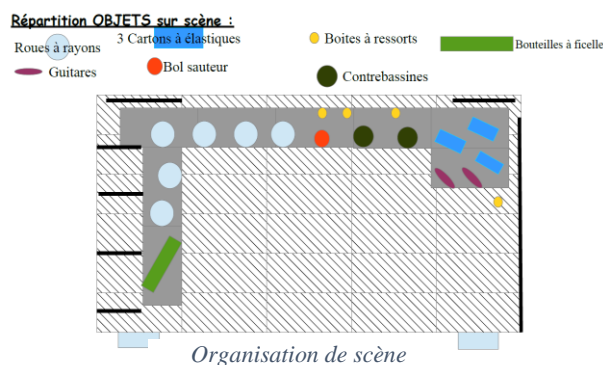 Répartition OBJETS sur scène :
Roues à rayons
3 Cartons à élastiques
Boites à ressorts
Bouteilles à ficelle
Guitares
Bol sauteur
Contrebassines
Organisation de scène